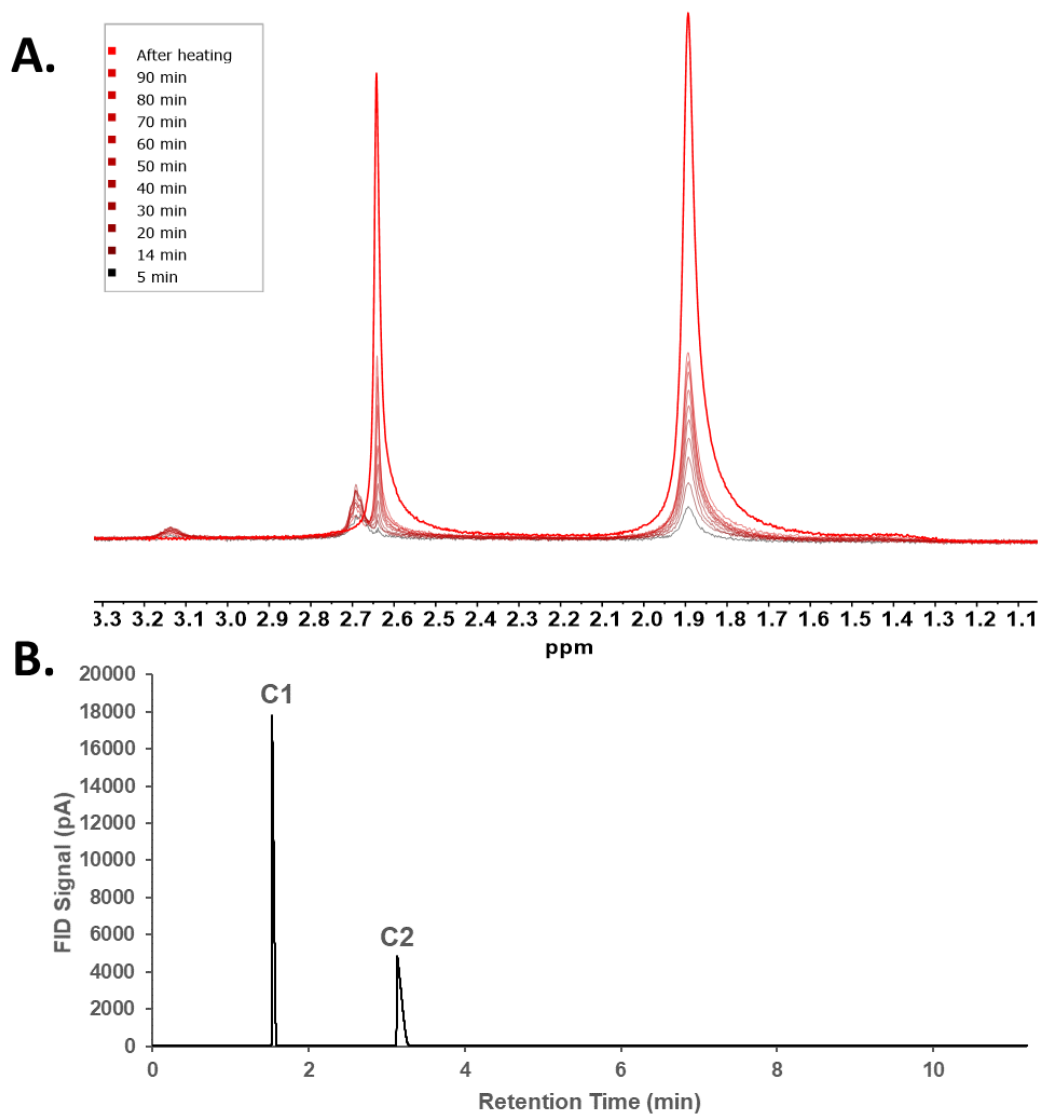 A.
After heating
90 min
80 min
70 min
60 min
50 min
40 min
30 min
20 min
14 min
5 min
3.3 3.2 3.1 3.0 2.9 2.8 2.7 2.6 2.5 2.4 2.3 2.2 2.1 2.0 1.9 1.8 1.7 1.6 1.5 1.4 1.3 1.2 1.1
ppm
B.
20000
18000
16000
14000
12000
10000
8000
6000
4000
2000
0
FID Signal (pA)
C1
C2
0 2 4 6 8 10
Retention Time (min)